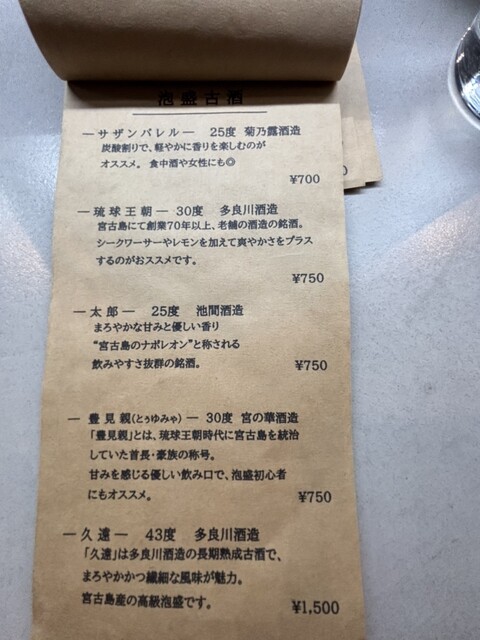 泡盛古酒
― サザンバレル ― 25度 菊乃露酒造
炭酸割りで、軽やかに香りを楽しむのが
オススメ。 食中酒や女性にも◎
¥700
― 琉球王朝 ― 30度 多良川酒造
宮古島にて創業70年以上、老舗の酒造の銘酒。
シークワーサーやレモンを加えて爽やかさをプラス
するのがおススメです。
¥750
― 太郎 ― 25度 池間酒造
まろやかな甘みと優しい香り
“宮古島のナポレオン”と称される
飲みやすさ抜群の銘酒。
¥750
― 豊見親(とぅゆみゃ) ― 30度 宮の華酒造
「豊見親」とは、琉球王朝時代に宮古島を統治
していた首長・豪族の称号。
甘みを感じる優しい飲み口で、泡盛初心者
にもオススメ。
¥750
― 久遠 ― 43度 多良川酒造
「久遠」は多良川酒造の長期熟成古酒で、
まろやかかつ繊細な風味が魅力。
宮古島産の高級泡盛です。
¥1,500